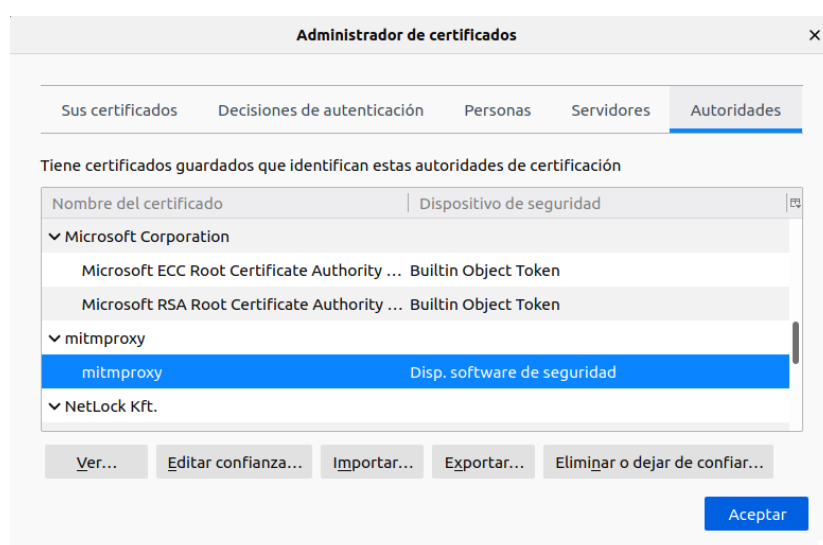 Administrador de certificados
Sus certificados Decisiones de autenticación Personas Servidores Autoridades
Tiene certificados guardados que identifican estas autoridades de certificación
Nombre del certificado Dispositivo de seguridad
Microsoft Corporation
Microsoft ECC Root Certificate Authority … Builtin Object Token
Microsoft RSA Root Certificate Authority … Builtin Object Token
mitmproxy
mitmproxy Disp. software de seguridad
NetLock Kft.
Ver… Editar confianza… Importar… Exportar… Eliminar o dejar de confiar…
Aceptar